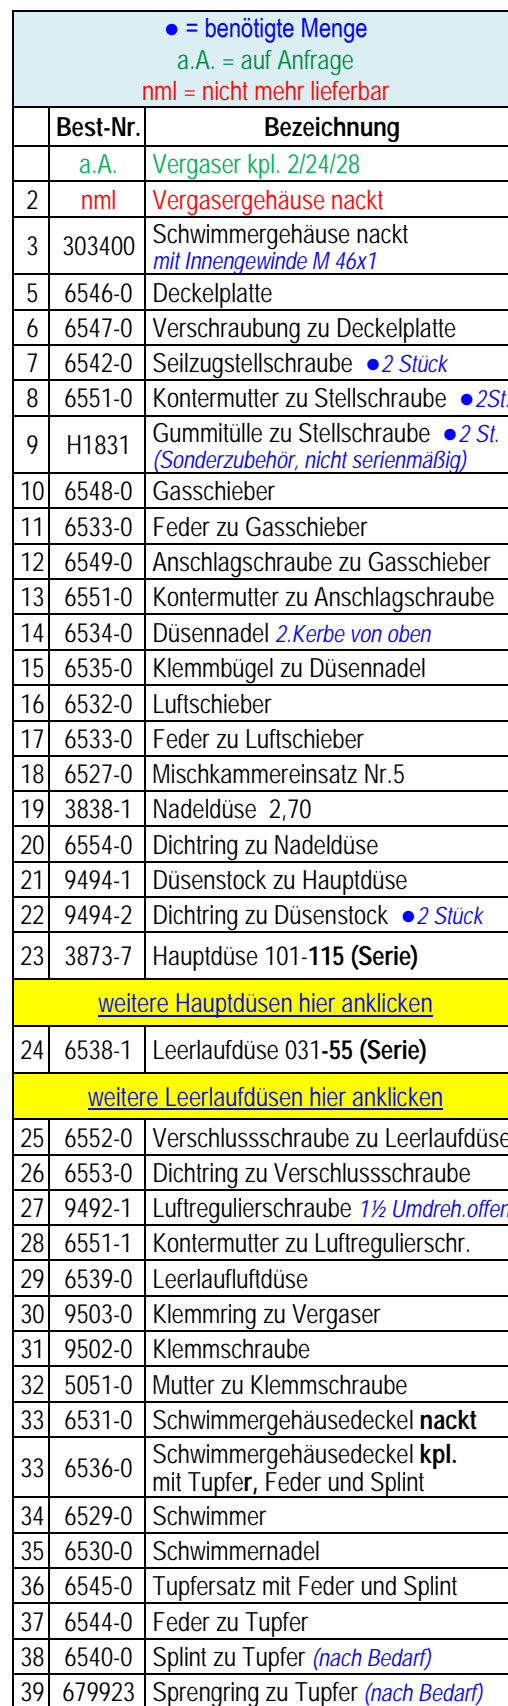 ● = benötigte Menge
a.A. = auf Anfrage
nml = nicht mehr lieferbar
Best-Nr. Bezeichnung
a.A. Vergaser kpl. 2/24/28
2 nml Vergasergehäuse nackt
3 303400 Schwimmergehäuse nackt
mit Innengewinde M 46x1
5 6546-0 Deckelplatte
6 6547-0 Verschraubung zu Deckelplatte
7 6542-0 Seilzugstellschraube ●2 Stück
8 6551-0 Kontermutter zu Stellschraube ●2St.
9 H1831 Gummitülle zu Stellschraube ●2 St.
(Sonderzubehör, nicht serienmäßig)
10 6548-0 Gasschieber
11 6533-0 Feder zu Gasschieber
12 6549-0 Anschlagschraube zu Gasschieber
13 6551-0 Kontermutter zu Anschlagschraube
14 6534-0 Düsennadel 2.Kerbe von oben
15 6535-0 Klemmbügel zu Düsennadel
16 6532-0 Luftschieber
17 6533-0 Feder zu Luftschieber
18 6527-0 Mischkammereinsatz Nr.5
19 3838-1 Nadeldüse 2,70
20 6554-0 Dichtring zu Nadeldüse
21 9494-1 Düsenstock zu Hauptdüse
22 9494-2 Dichtring zu Düsenstock ●2 Stück
23 3873-7 Hauptdüse 101-115 (Serie)
weitere Hauptdüsen hier anklicken
24 6538-1 Leerlaufdüse 031-55 (Serie)
weitere Leerlaufdüsen hier anklicken
25 6552-0 Verschlussschraube zu Leerlaufdüse
26 6553-0 Dichtring zu Verschlussschraube
27 9492-1 Luftregulierschraube 1½ Umdreh.offen
28 6551-1 Kontermutter zu Luftregulierschr.
29 6539-0 Leerlaufluftdüse
30 9503-0 Klemmring zu Vergaser
31 9502-0 Klemmschraube
32 5051-0 Mutter zu Klemmschraube
33 6531-0 Schwimmergehäusedeckel nackt
33 6536-0 Schwimmergehäusedeckel kpl.
mit Tupfer, Feder und Splint
34 6529-0 Schwimmer
35 6530-0 Schwimmernadel
36 6545-0 Tupfersatz mit Feder und Splint
37 6544-0 Feder zu Tupfer
38 6540-0 Splint zu Tupfer (nach Bedarf)
39 679923 Sprengring zu Tupfer (nach Bedarf)